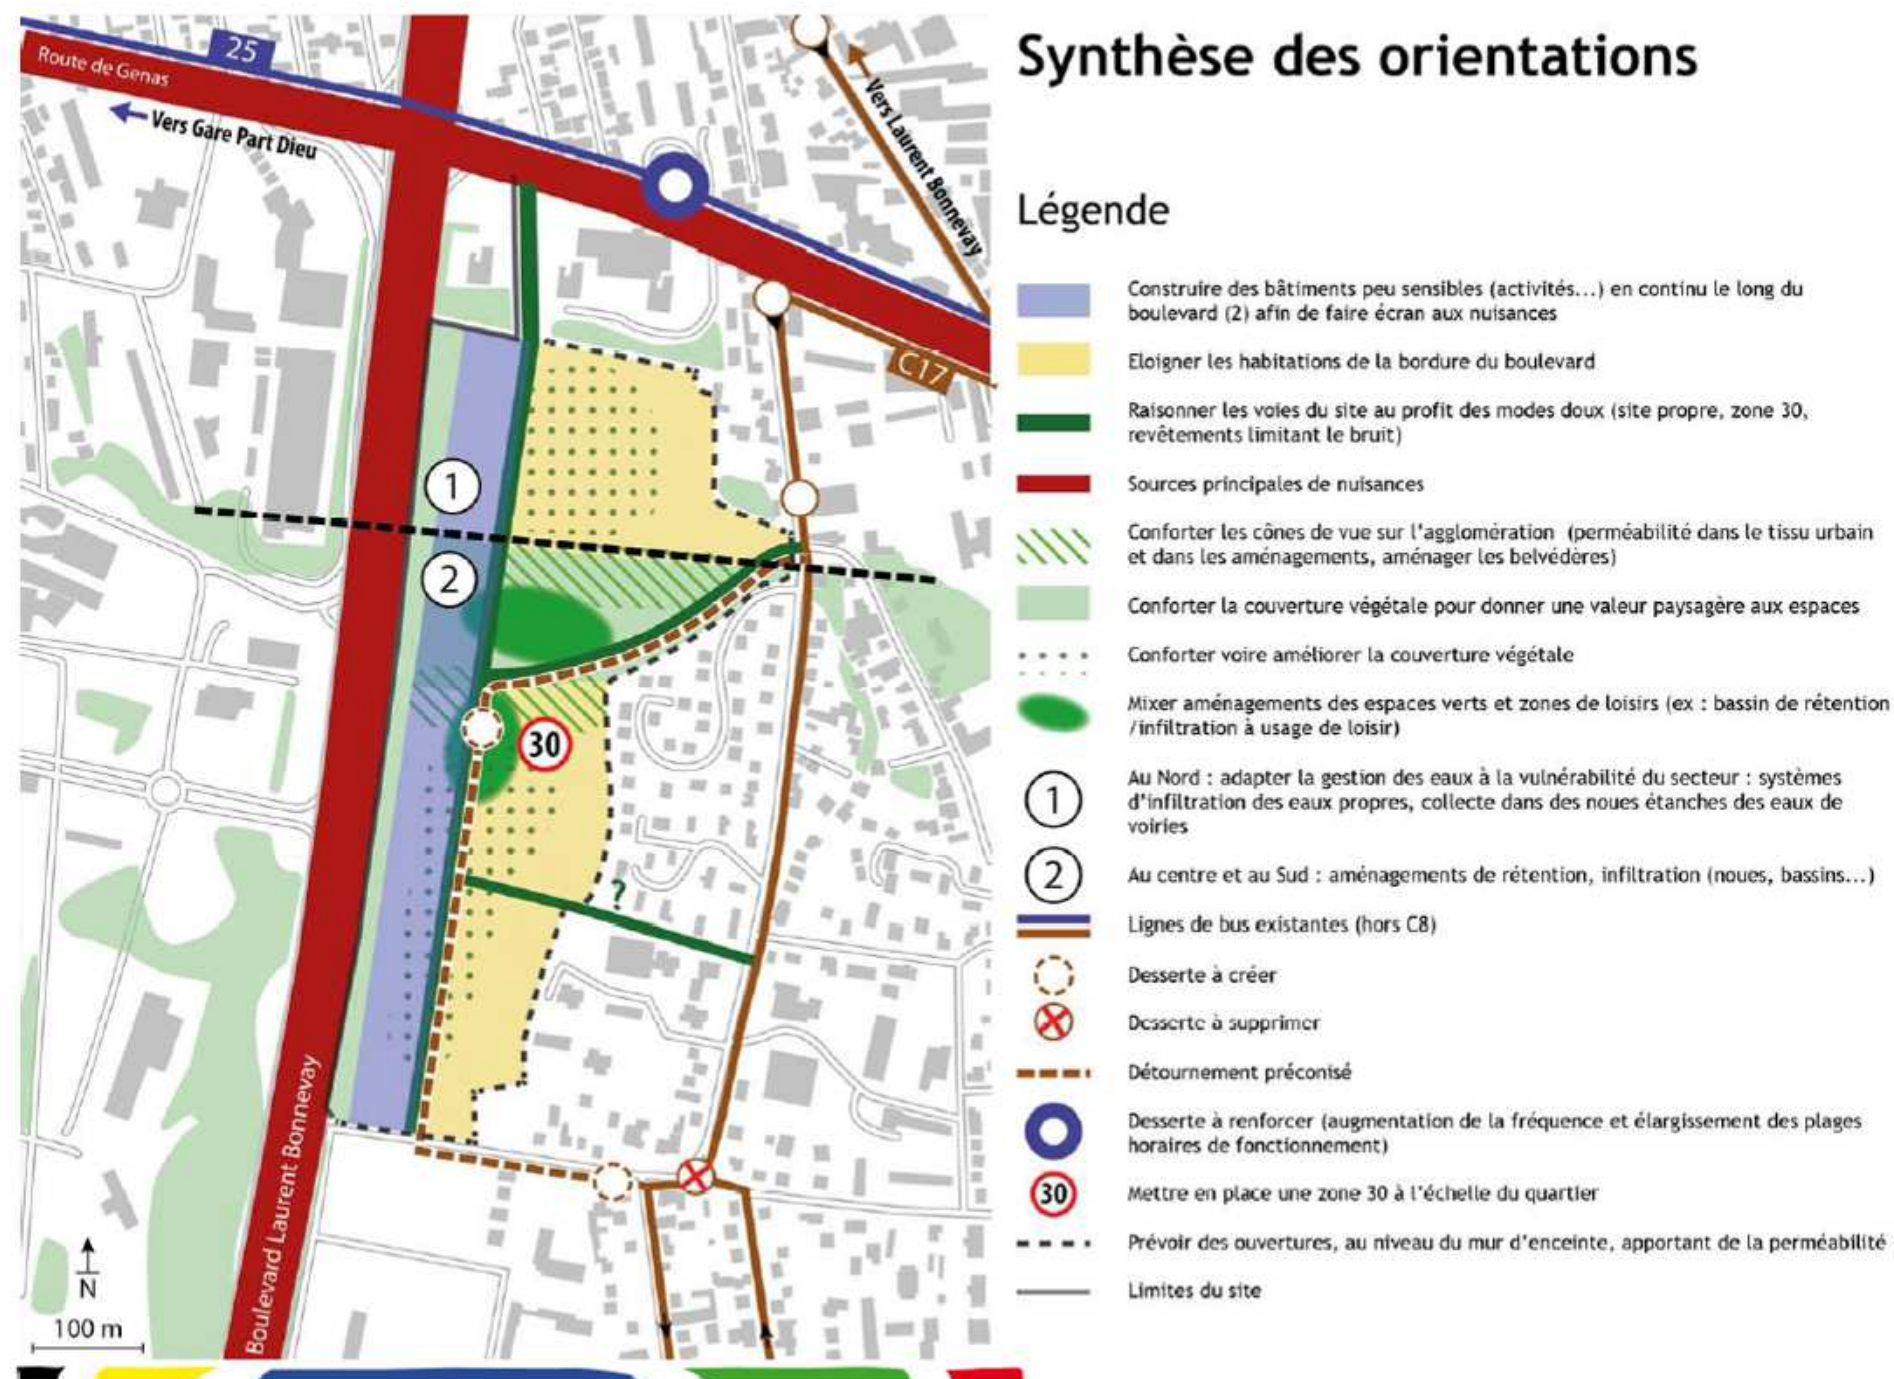 Synthèse des orientations
25
Route de Genas
Vers Gare Part Dieu
Vers Laurent Bonnevay
C17
1
2
30
?
Boulevard Laurent Bonnevay
N
100 m
Légende
Construire des bâtiments peu sensibles (activités...) en continu le long du
boulevard (2) afin de faire écran aux nuisances
Eloigner les habitations de la bordure du boulevard
Raisonner les voies du site au profit des modes doux (site propre, zone 30,
revêtements limitant le bruit)
Sources principales de nuisances
Conforter les cônes de vue sur l'agglomération (perméabilité dans le tissu urbain
et dans les aménagements, aménager les belvédères)
Conforter la couverture végétale pour donner une valeur paysagère aux espaces
Conforter voire améliorer la couverture végétale
Mixer aménagements des espaces verts et zones de loisirs (ex : bassin de rétention
/infiltration à usage de loisir)
1
Au Nord : adapter la gestion des eaux à la vulnérabilité du secteur : systèmes
d'infiltration des eaux propres, collecte dans des noues étanches des eaux de
voiries
2
Au centre et au Sud : aménagements de rétention, infiltration (noues, bassins...)
Lignes de bus existantes (hors C8)
Desserte à créer
Desserte à supprimer
Détournement préconisé
Desserte à renforcer (augmentation de la fréquence et élargissement des plages
horaires de fonctionnement)
30
Mettre en place une zone 30 à l'échelle du quartier
Prévoir des ouvertures, au niveau du mur d'enceinte, apportant de la perméabilité
Limites du site